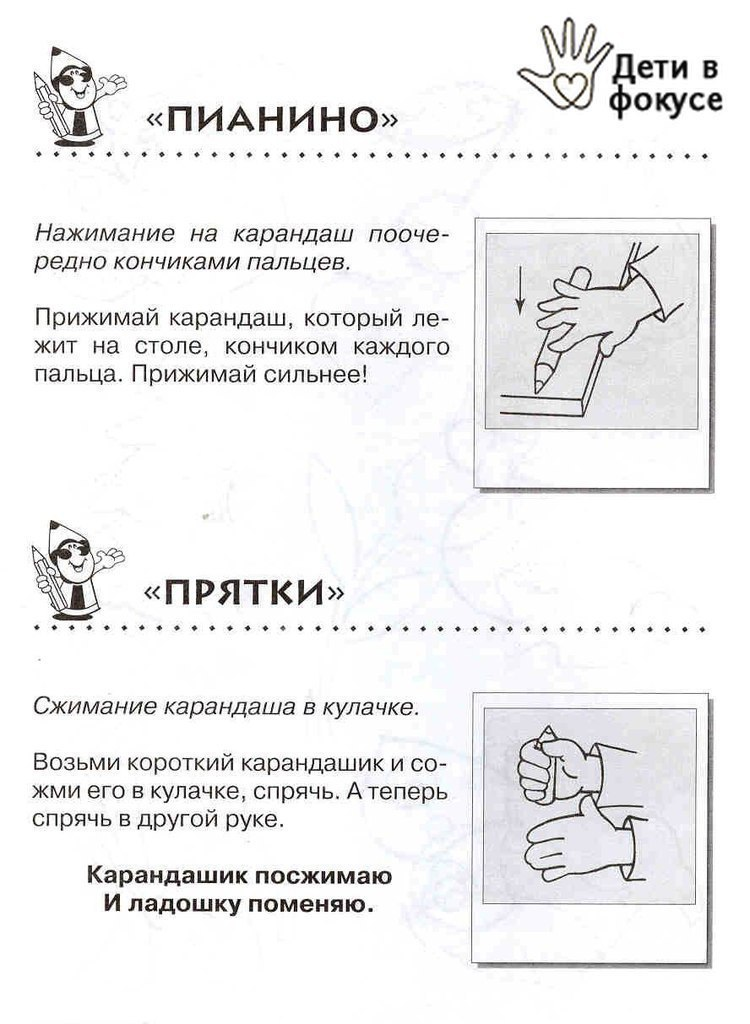 Дети в
фокусе
«ПИАНИНО»
Нажимание на карандаш пооче-
редно кончиками пальцев.
Прижимай карандаш, который ле-
жит на столе, кончиком каждого
пальца. Прижимай сильнее!
«ПРЯТКИ»
Сжимание карандаша в кулачке.
Возьми короткий карандашик и со-
жми его в кулачке, спрячь. А теперь
спрячь в другой руке.
Карандашик посжимаю
И ладошку поменяю.